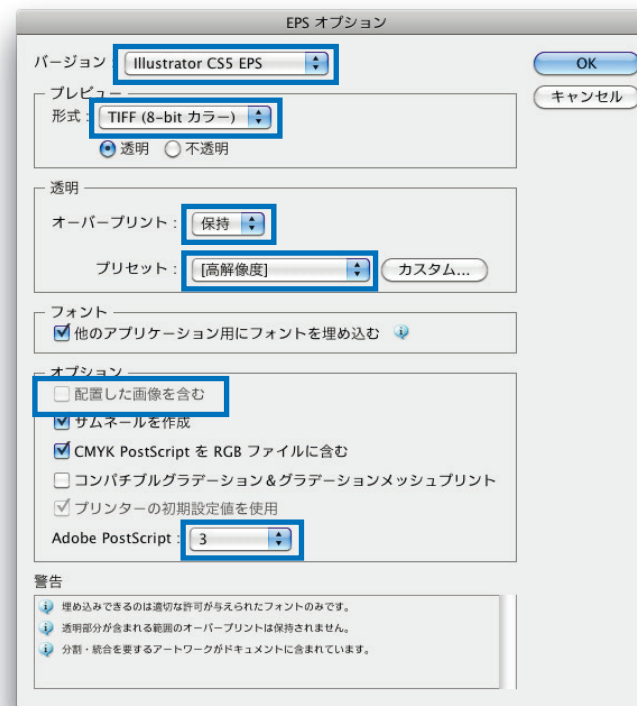 EPS オプション
バージョン： Illustrator CS5 EPS
OK
プレビュー
キャンセル
形式： TIFF (8-bit カラー)
透明 不透明
透明
オーバープリント： 保持
プリセット： [高解像度] カスタム...
フォント
他のアプリケーション用にフォントを埋め込む
オプション
配置した画像を含む
サムネールを作成
CMYK PostScript を RGB ファイルに含む
コンパチブルグラデーション＆グラデーションメッシュプリント
プリンターの初期設定値を使用
Adobe PostScript： 3
警告
埋め込みできるのは適切な許可が与えられたフォントのみです。
透明部分が含まれる範囲のオーバープリントは保持されません。
分割・統合を要するアートワークがドキュメントに含まれています。